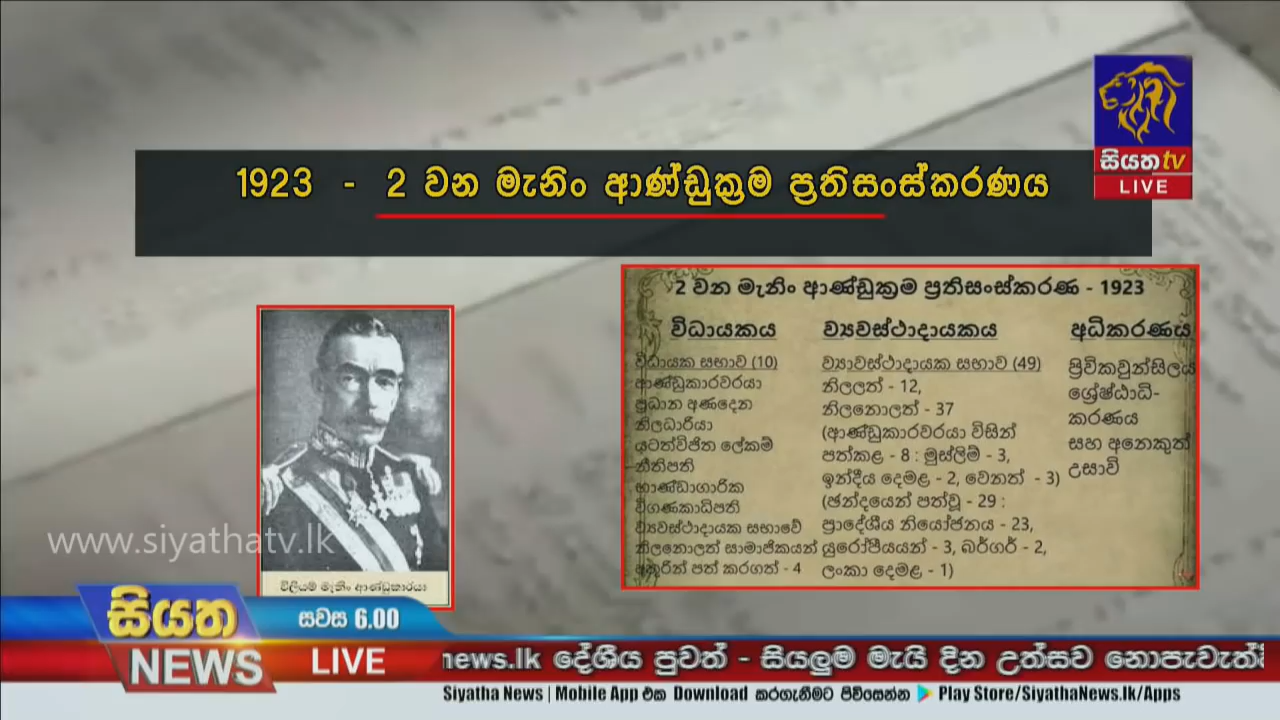 1923 - 2 වන මැනිං ආණ්ඩුක්‍රම ප්‍රතිසංස්කරණය
සියත tv
LIVE
2 වන මැනිං ආණ්ඩුක්‍රම ප්‍රතිසංස්කරණ - 1923
විධායකය
විධායක සභාව (10)
ආණ්ඩුකාරවරයා
ප්‍රධාන අණදෙන
නිලධාරියා
යටත්විජිත ලේකම්
නීතිපති
භාණ්ඩාගාරික
විගණකාධිපති
ව්‍යවස්ථාදායක සභාවේ
නිලනොලත් සාමාජිකයන්
අතුරින් පත් කරගත් - 4
ව්‍යවස්ථාදායකය
ව්‍යාවස්ථාදායක සභාව (49)
නිලලත් - 12,
නිලනොලත් - 37
(ආණ්ඩුකාරවරයා විසින්
පත්කළ - 8 : මුස්ලිම් - 3,
ඉන්දීය දෙමළ - 2, වෙනත් - 3)
(ඡන්දයෙන් පත්වූ - 29 :
ප්‍රාදේශීය නියෝජනය - 23,
යුරෝපීයයන් - 3, බර්ගර් - 2,
ලංකා දෙමළ - 1)
අධිකරණය
ප්‍රිවිකවුන්සිලය
ශ්‍රේෂ්ඨාධි-
කරණය
සහ අනෙකුත්
උසාවි
විලියම් මැනිං ආණ්ඩුකාරයා
www.siyathatv.lk
සියත
NEWS
සවස 6.00
LIVE
news.lk දේශීය පුවත් - සියලුම මැයි දින උත්සව නොපැවැත්
Siyatha News | Mobile App එක Download කරගැනීමට පිවිසෙන්න Play Store/SiyathaNews.lk/Apps